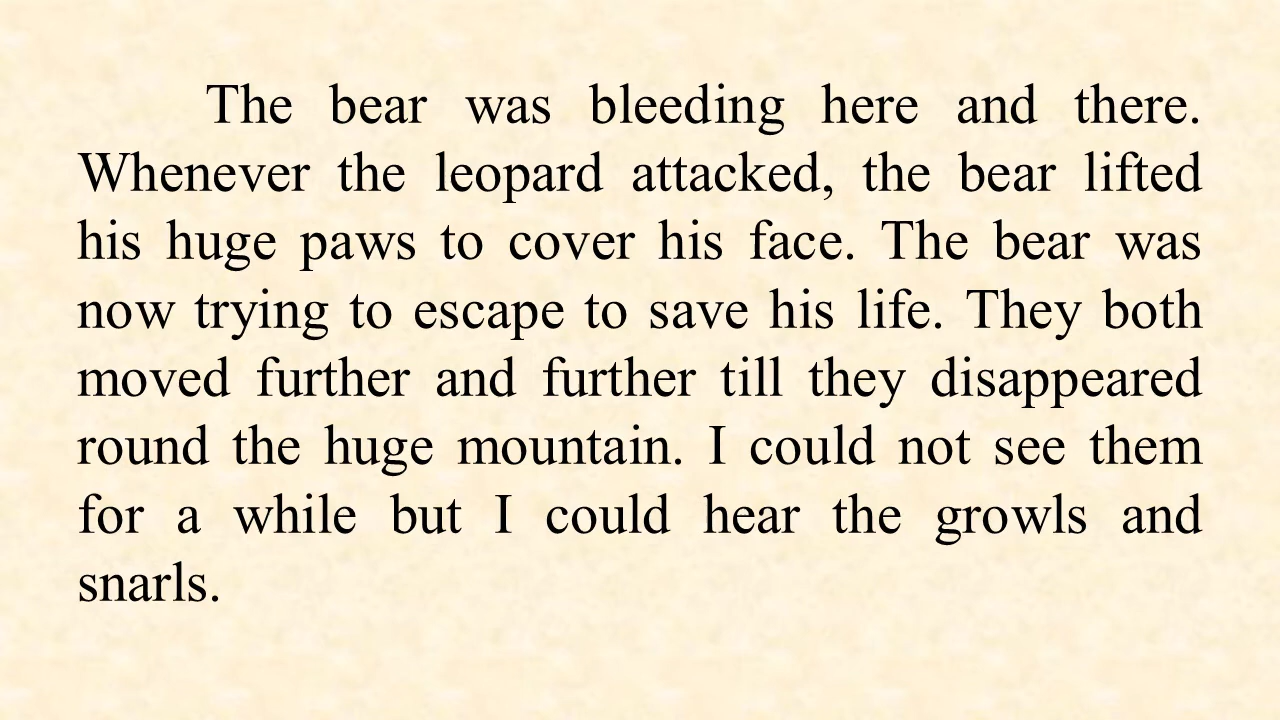 The bear was bleeding here and there.
Whenever the leopard attacked, the bear lifted
his huge paws to cover his face. The bear was
now trying to escape to save his life. They both
moved further and further till they disappeared
round the huge mountain. I could not see them
for a while but I could hear the growls and
snarls.